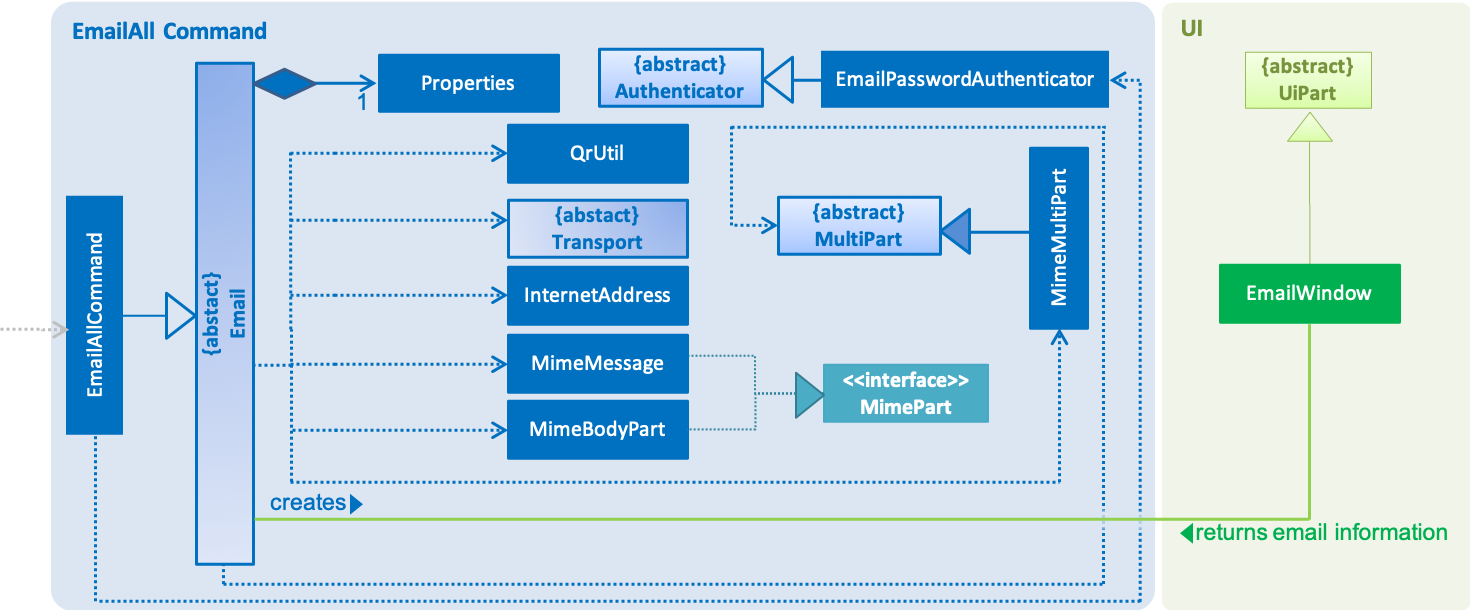 EmailAll Command
UI
Properties
1
{abstract}
Authenticator
EmailPasswordAuthenticator
{abstract}
UiPart
QrUtil
{abstact}
Transport
{abstract}
MultiPart
MimeMultiPart
EmailAllCommand
{abstact}
Email
InternetAddress
EmailWindow
MimeMessage
<<interface>>
MimePart
MimeBodyPart
creates
returns email information